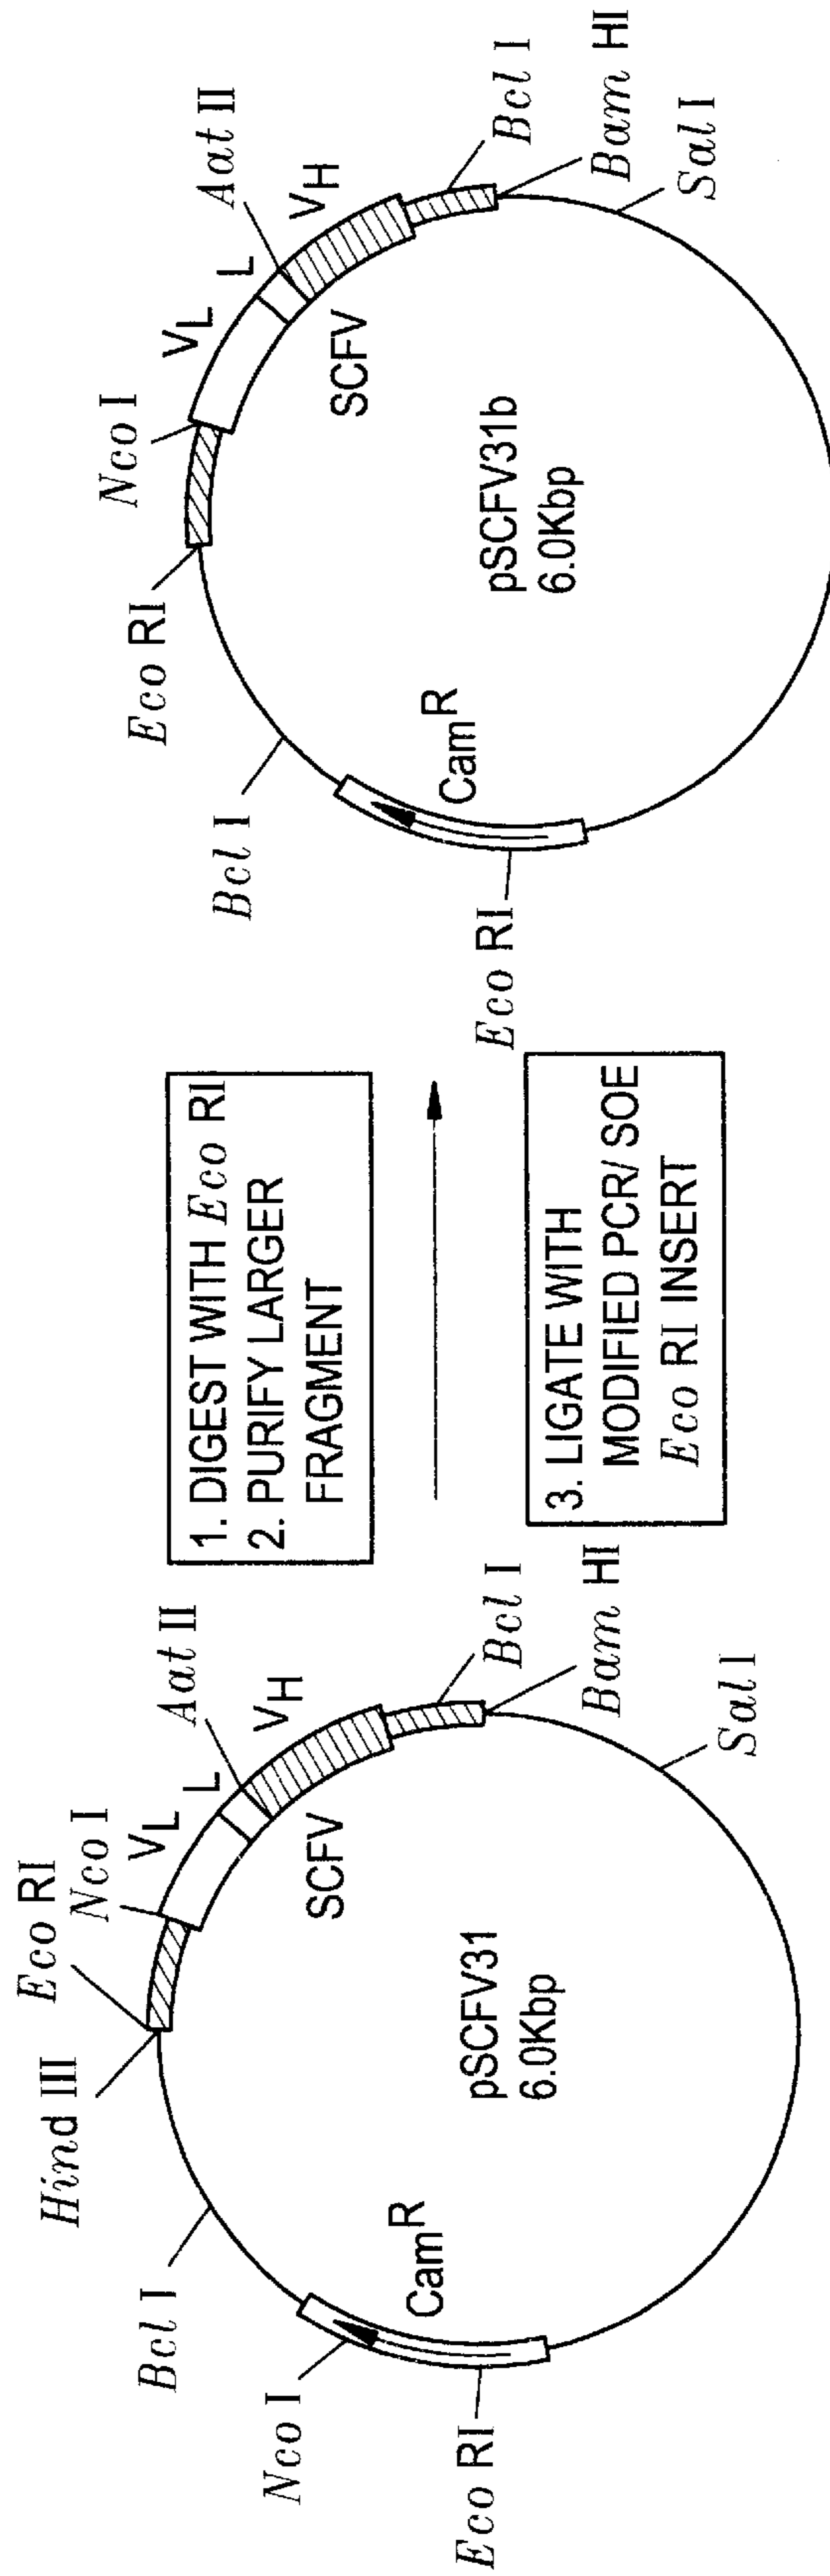 Hind III
Eco RI
Nco I
VL
L
Aat II
VH
SCFV
Bcl I
Bam HI
Sal I
Bcl I
Nco I
CamR
Eco RI
pSCFV31
6.0Kbp
1. DIGEST WITH Eco RI
2. PURIFY LARGER
FRAGMENT
3. LIGATE WITH
MODIFIED PCR/ SOE
Eco RI INSERT
Eco RI
Nco I
VL
L
Aat II
VH
SCFV
Bcl I
Bam HI
Sal I
Bcl I
CamR
Eco RI
pSCFV31b
6.0Kbp